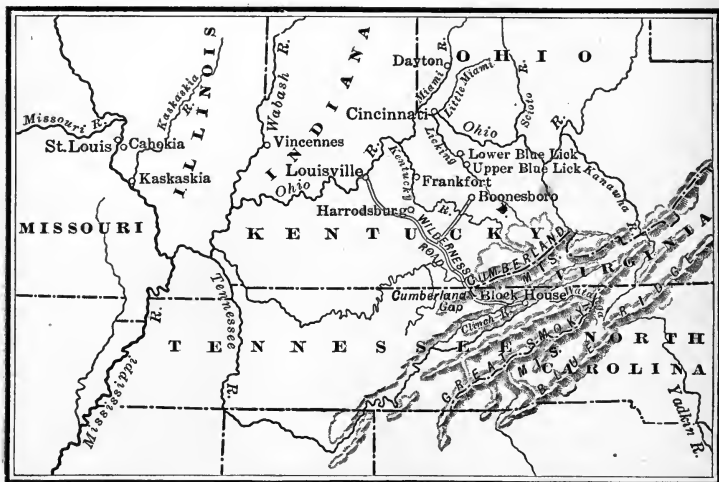 OHIO
Dayton
Miami R.
Little Miami
Scioto R.
ILLINOIS
Kaskaskia R.
Wabash R.
INDIANA
Cincinnati
Missouri R.
St. Louis
Cahokia
Vincennes
Ohio R.
Licking
Lower Blue Lick
Upper Blue Lick
Kanawha R.
Kaskaskia
Louisville
Ohio R.
Kentucky R.
Frankfort
Boonesboro
Harrodsburg
MISSOURI
KENTUCKY
WILDERNESS ROAD
CUMBERLAND MTS.
VIRGINIA
Cumberland Gap
Block House
Clinch R.
Tennessee R.
TENNESSEE
GREAT SMOKY MTS.
BLUE RIDGE
NORTH CAROLINA
Mississippi R.
Yadkin R.